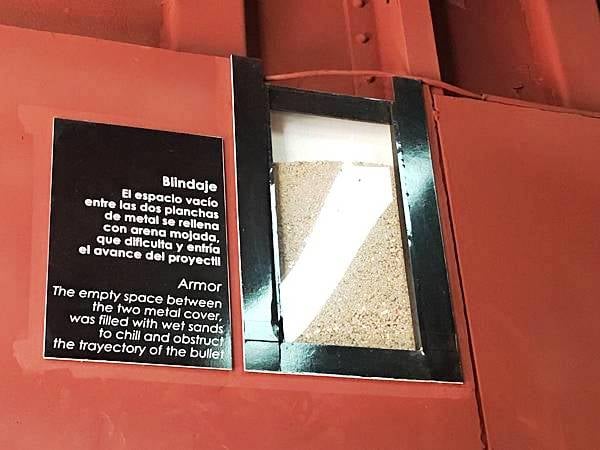 Blindaje
El espacio vacío
entre las dos planchas
de metal se rellena
con arena mojada,
que dificulta y enfría
el avance del proyectil
Armor
The empty space between
the two metal cover,
was filled with wet sands
to chill and obstruct
the trayectory of the bullet